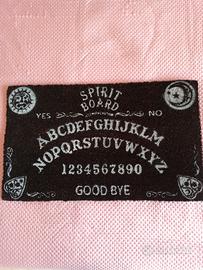 SPIRIT
BOARD
YES NO
ABCDEFGHIJKLM
NOPQRSTUVWXYZ
1234567890
GOOD BYE